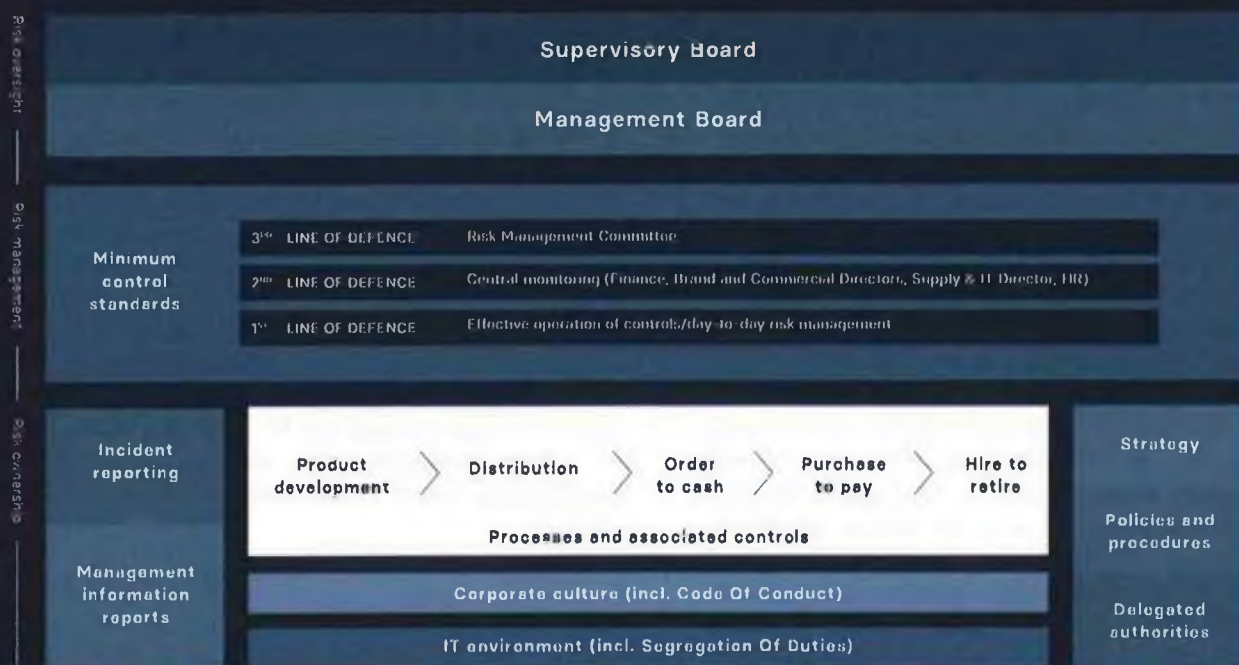 Risk oversight
Supervisory Board
Management Board
Risk management
Minimum
control
standards
3RD LINE OF DEFENCE Risk Management Committee
2ND LINE OF DEFENCE Central monitoring (Finance, Brand and Commercial Directors, Supply & IT Director, HR)
1ST LINE OF DEFENCE Effective operation of controls/day-to-day risk management
Risk ownership
Incident
reporting
Management
information
reports
Product
development
Distribution
Order
to cash
Purchase
to pay
Hire to
retire
Processes and associated controls
Corporate culture (incl. Code Of Conduct)
IT environment (incl. Segregation Of Duties)
Strategy
Policies and
procedures
Delegated
authorities